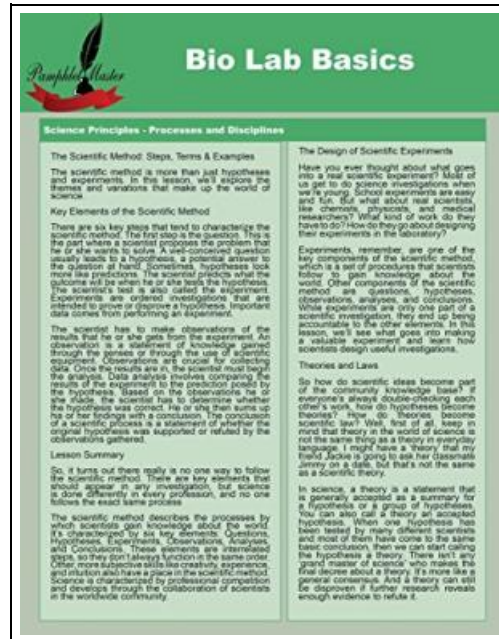 Pamphlet Master
Bio Lab Basics
Science Principles - Processes and Disciplines
The Scientific Method: Steps, Terms & Examples
The scientific method is more than just hypotheses
and experiments. In this lesson, we'll explore the
themes and variations that make up the world of
science
Key Elements of the Scientific Method
There are six key steps that tend to characterize the
scientific method. The first step is the question. This is
the part where a scientist proposes the problem that
he or she wants to solve. A well-conceived question
usually leads to a hypothesis, a potential answer to
the question at hand. Sometimes, hypotheses look
more like predictions. The scientist predicts what the
outcome will be when he or she tests the hypothesis.
The scientist's test is also called the experiment.
Experiments are ordered investigations that are
intended to prove or disprove a hypothesis. Important
data comes from performing an experiment.
The scientist has to make observations of the
results that he or she gets from the experiment. An
observation is a statement of knowledge gained
through the senses or through the use of scientific
equipment. Observations are crucial for collecting
data. Once the results are in, the scientist must begin
the analysis. Data analysis involves comparing the
results of the experiment to the prediction posed by
the hypothesis. Based on the observations he or
she made, the scientist has to determine whether
the hypothesis was correct. He or she then sums up
his or her findings with a conclusion. The conclusion
of a scientific process is a statement of whether the
original hypothesis was supported or refuted by the
observations gathered.
Lesson Summary
So, it turns out there really is no one way to follow
the scientific method. There are key elements that
should appear in any investigation, but science
is done differently in every profession, and no one
follows the exact same process
The scientific method describes the processes by
which scientists gain knowledge about the world.
It's characterized by six key elements: Questions,
Hypotheses, Experiments, Observations, Analyses,
and Conclusions. These elements are interrelated
steps, so they don't always function in the same order.
Other, more subjective skills like creativity, experience,
and intuition also have a place in the scientific method.
Science is characterized by professional competition
and develops through the collaboration of scientists
in the worldwide community.
The Design of Scientific Experiments
Have you ever thought about what goes
into a real scientific experiment? Most of
us get to do science investigations when
we're young. School experiments are easy
and fun. But what about real scientists,
like chemists, physicists, and medical
researchers? What kind of work do they
have to do? How do they go about designing
their experiments in the laboratory?
Experiments, remember, are one of the
key components of the scientific method,
which is a set of procedures that scientists
follow to gain knowledge about the
world. Other components of the scientific
method are questions, hypotheses,
observations, analyses, and conclusions.
While experiments are only one part of a
scientific investigation, they end up being
accountable to the other elements. In this
lesson, we'll see what goes into making
a valuable experiment and learn how
scientists design useful investigations.
Theories and Laws
So how do scientific ideas become part
of the community knowledge base? If
everyone's always double-checking each
other's work, how do hypotheses become
theories? How do theories become
scientific law? Well, first of all, keep in
mind that theory in the world of science is
not the same thing as a theory in everyday
language. I might have a 'theory' that my
friend Jackie is going to ask her classmate
Jimmy on a date, but that's not the same
as a scientific theory.
In science, a theory is a statement that
is generally accepted as a summary for
a hypothesis or a group of hypotheses.
You can also call a theory an accepted
hypothesis. When one hypothesis has
been tested by many different scientists
and most of them have come to the same
basic conclusion, then we can start calling
the hypothesis a theory. There isn't any
'grand master of science' who makes the
final decree about a theory. It's more like a
general consensus. And a theory can still
be disproven if further research reveals
enough evidence to refute it.